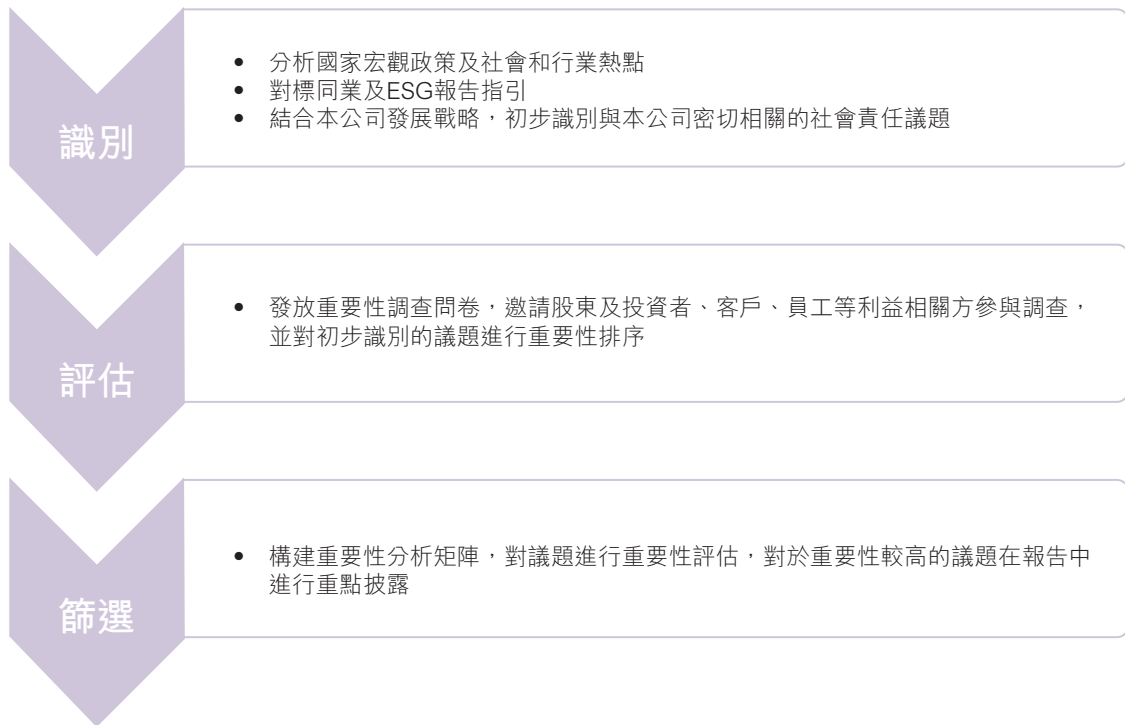 識別
• 分析國家宏觀政策及社會和行業熱點
• 對標同業及ESG報告指引
• 結合本公司發展戰略，初步識別與本公司密切相關的社會責任議題
評估
• 發放重要性調查問卷，邀請股東及投資者、客戶、員工等利益相關方參與調查，
並對初步識別的議題進行重要性排序
篩選
• 構建重要性分析矩陣，對議題進行重要性評估，對於重要性較高的議題在報告中
進行重點披露